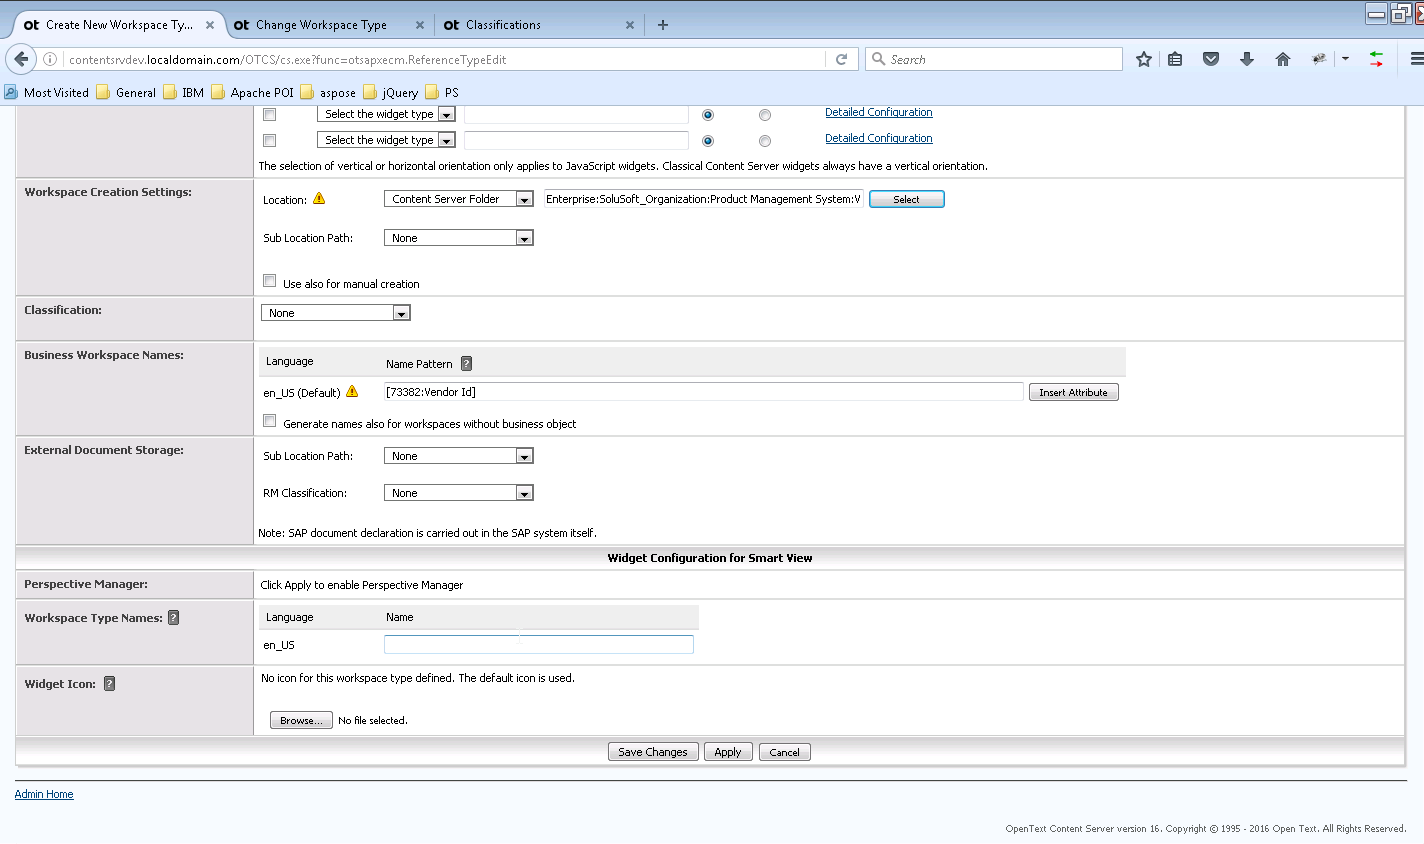 ot Create New Workspace Ty... ×
ot Change Workspace Type ×
ot Classifications ×
+
contentsrvdev.localdomain.com/OTCS/cs.exe?func=otsapxecm.ReferenceTypeEdit
Search
Most Visited General IBM Apache POI aspose jQuery PS
Select the widget type Detailed Configuration
Select the widget type Detailed Configuration
The selection of vertical or horizontal orientation only applies to JavaScript widgets. Classical Content Server widgets always have a vertical orientation.
Workspace Creation Settings:
Location: Content Server Folder Enterprise:SoluSoft_Organization:Product Management System:V Select
Sub Location Path: None
Use also for manual creation
Classification: None
Business Workspace Names:
Language Name Pattern ?
en_US (Default) [73382:Vendor Id] Insert Attribute
Generate names also for workspaces without business object
External Document Storage:
Sub Location Path: None
RM Classification: None
Note: SAP document declaration is carried out in the SAP system itself.
Widget Configuration for Smart View
Perspective Manager: Click Apply to enable Perspective Manager
Workspace Type Names: ?
Language Name
en_US
Widget Icon: ? No icon for this workspace type defined. The default icon is used.
Browse... No file selected.
Save Changes Apply Cancel
Admin Home
OpenText Content Server version 16. Copyright © 1995 - 2016 Open Text. All Rights Reserved.